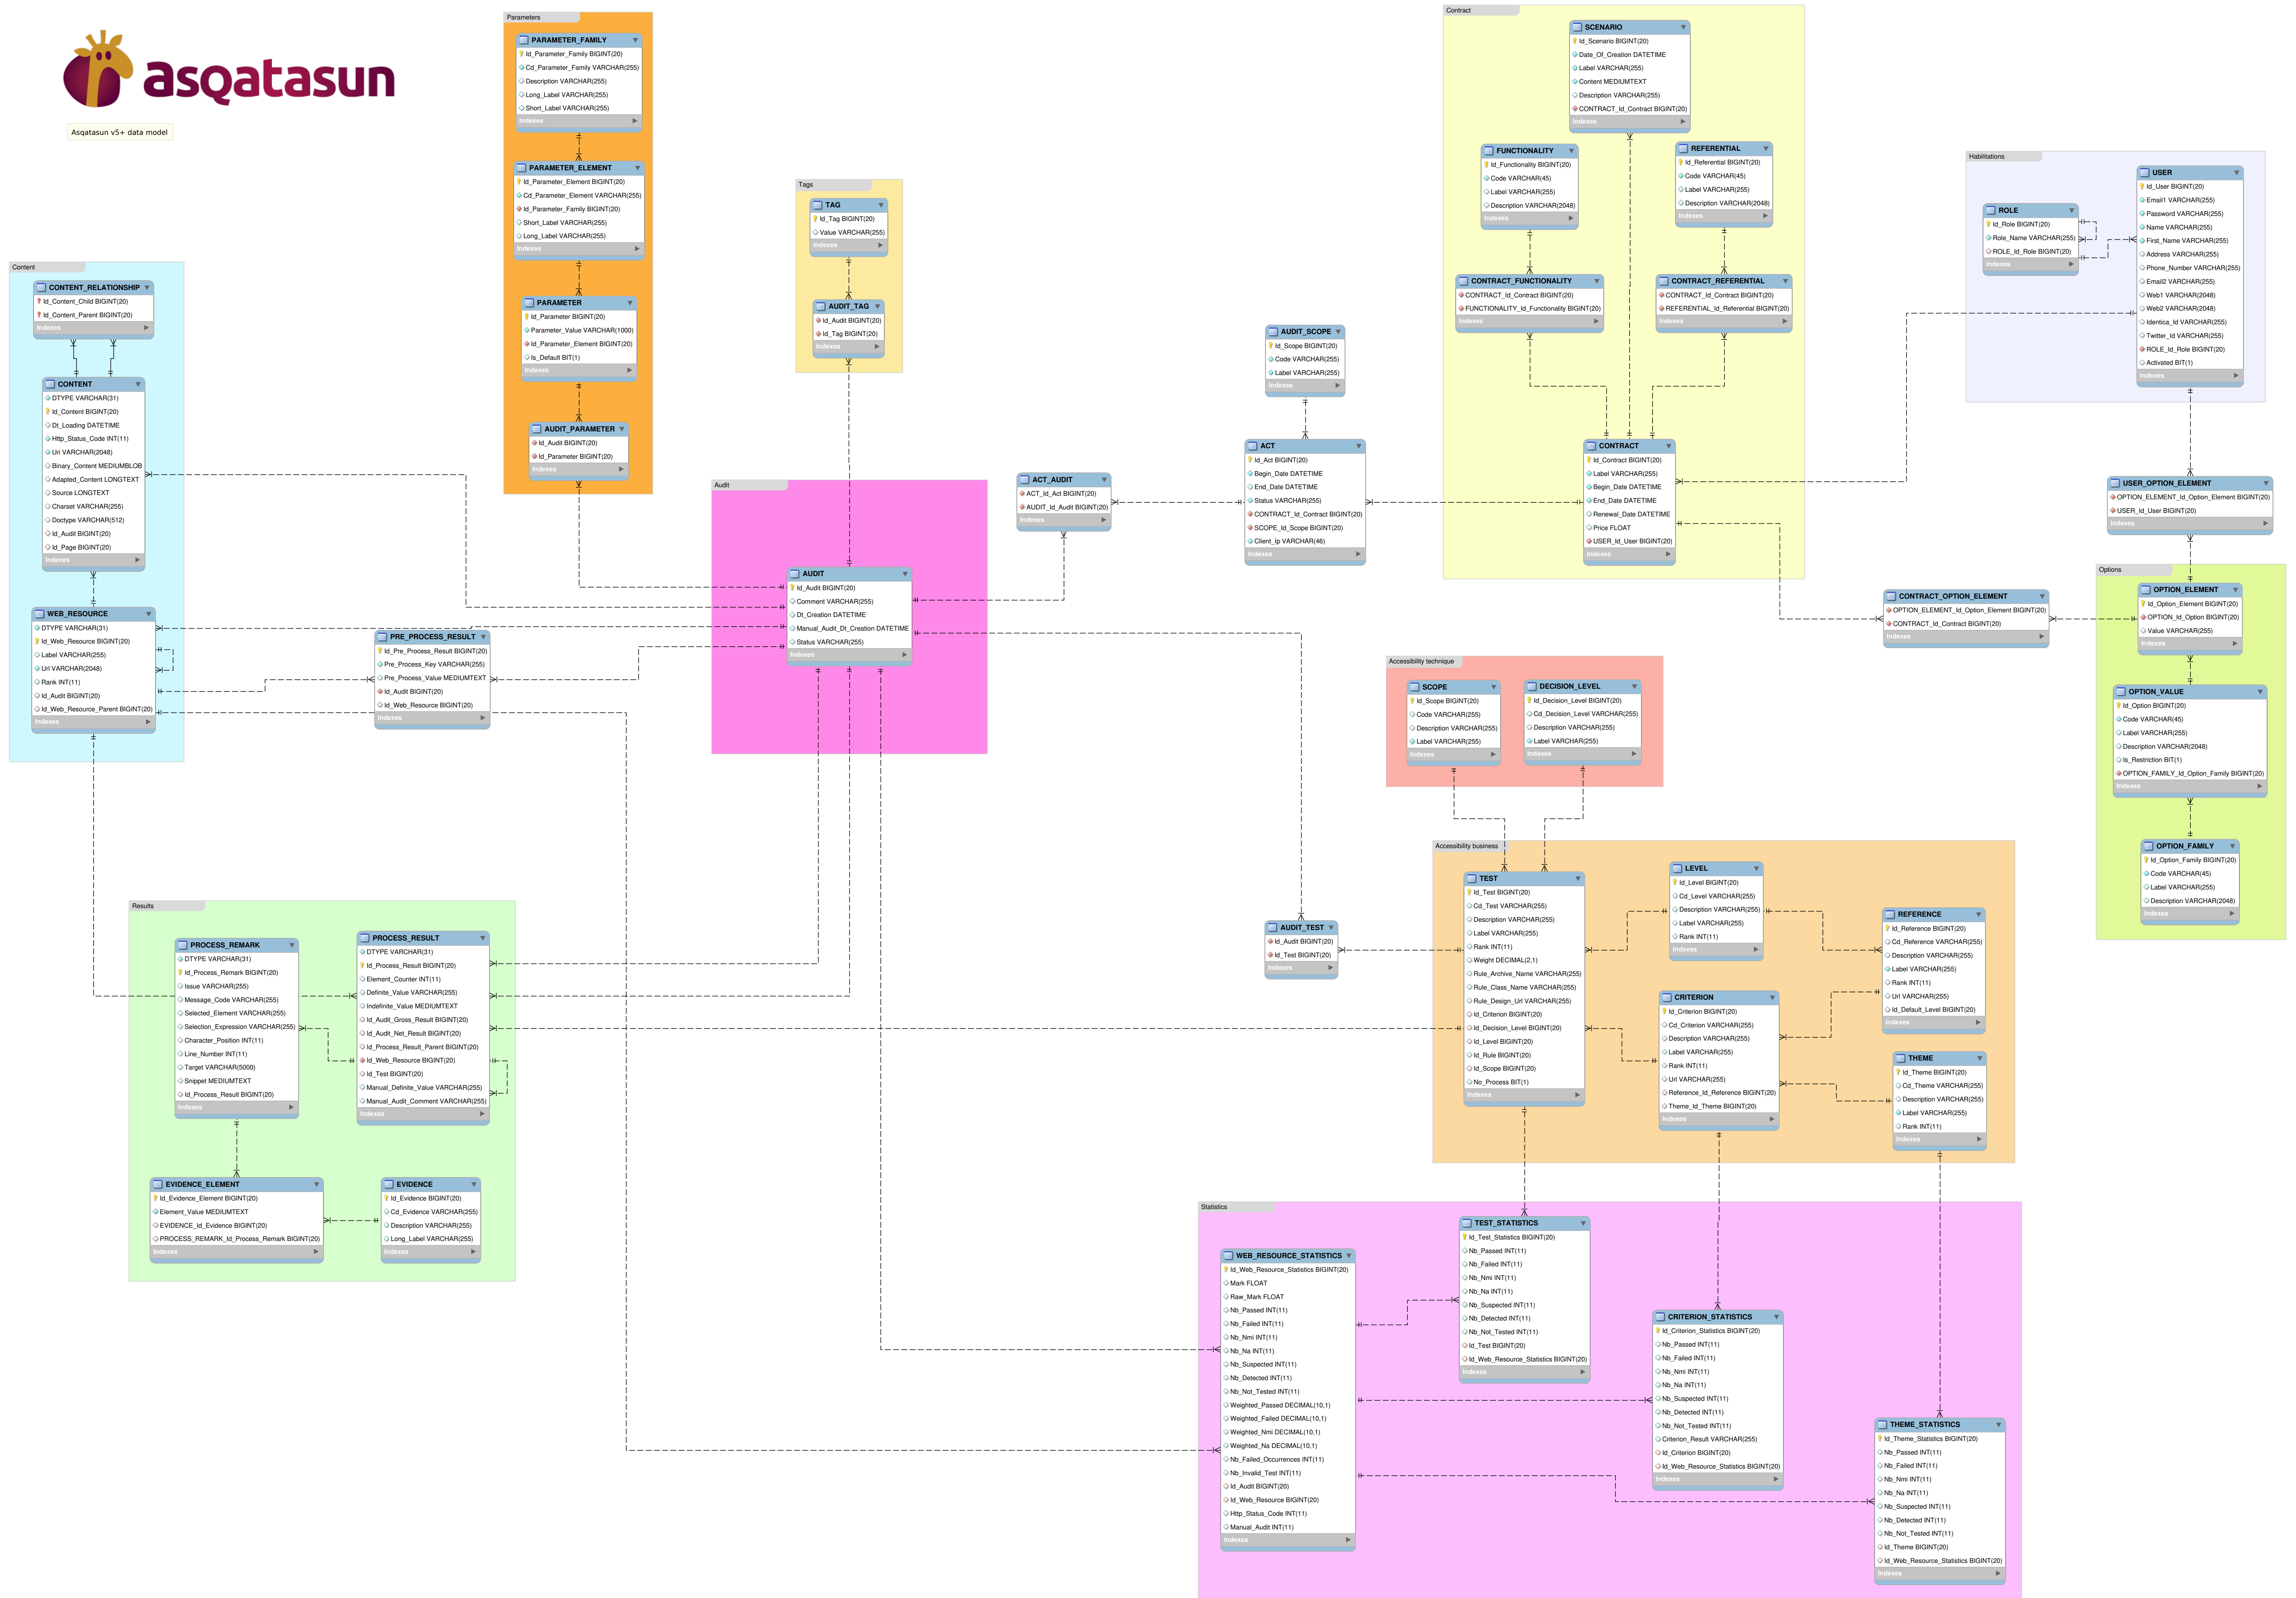 asqatasun
Asqatasun v5+ data model
Parameters
PARAMETER_FAMILY
Id_Parameter_Family BIGINT(20)
Cd_Parameter_Family VARCHAR(255)
Description VARCHAR(255)
Long_Label VARCHAR(255)
Short_Label VARCHAR(255)
Indexes
PARAMETER_ELEMENT
Id_Parameter_Element BIGINT(20)
Cd_Parameter_Element VARCHAR(255)
Id_Parameter_Family BIGINT(20)
Short_Label VARCHAR(255)
Long_Label VARCHAR(255)
Indexes
PARAMETER
Id_Parameter BIGINT(20)
Parameter_Value VARCHAR(1000)
Id_Parameter_Element BIGINT(20)
Is_Default BIT(1)
Indexes
AUDIT_PARAMETER
Id_Audit BIGINT(20)
Id_Parameter BIGINT(20)
Indexes
Tags
TAG
Id_Tag BIGINT(20)
Value VARCHAR(255)
Indexes
AUDIT_TAG
Id_Audit BIGINT(20)
Id_Tag BIGINT(20)
Indexes
Content
CONTENT_RELATIONSHIP
Id_Content_Child BIGINT(20)
Id_Content_Parent BIGINT(20)
Indexes
CONTENT
DTYPE VARCHAR(31)
Id_Content BIGINT(20)
Dt_Loading DATETIME
Http_Status_Code INT(11)
Uri VARCHAR(2048)
Binary_Content MEDIUMBLOB
Adapted_Content LONGTEXT
Source LONGTEXT
Charset VARCHAR(255)
Doctype VARCHAR(512)
Id_Audit BIGINT(20)
Id_Page BIGINT(20)
Indexes
WEB_RESOURCE
DTYPE VARCHAR(31)
Id_Web_Resource BIGINT(20)
Label VARCHAR(255)
Url VARCHAR(2048)
Rank INT(11)
Id_Audit BIGINT(20)
Id_Web_Resource_Parent BIGINT(20)
Indexes
PRE_PROCESS_RESULT
Id_Pre_Process_Result BIGINT(20)
Pre_Process_Key VARCHAR(255)
Pre_Process_Value MEDIUMTEXT
Id_Audit BIGINT(20)
Id_Web_Resource BIGINT(20)
Indexes
Audit
AUDIT
Id_Audit BIGINT(20)
Comment VARCHAR(255)
Dt_Creation DATETIME
Manual_Audit_Dt_Creation DATETIME
Status VARCHAR(255)
Indexes
ACT_AUDIT
ACT_Id_Act BIGINT(20)
AUDIT_Id_Audit BIGINT(20)
Indexes
AUDIT_SCOPE
Id_Scope BIGINT(20)
Code VARCHAR(255)
Label VARCHAR(255)
Indexes
ACT
Id_Act BIGINT(20)
Begin_Date DATETIME
End_Date DATETIME
Status VARCHAR(255)
CONTRACT_Id_Contract BIGINT(20)
SCOPE_Id_Scope BIGINT(20)
Client_Ip VARCHAR(46)
Indexes
Contract
SCENARIO
Id_Scenario BIGINT(20)
Date_Of_Creation DATETIME
Label VARCHAR(255)
Content MEDIUMTEXT
Description VARCHAR(255)
CONTRACT_Id_Contract BIGINT(20)
Indexes
FUNCTIONALITY
Id_Functionality BIGINT(20)
Code VARCHAR(45)
Label VARCHAR(255)
Description VARCHAR(2048)
Indexes
REFERENTIAL
Id_Referential BIGINT(20)
Code VARCHAR(45)
Label VARCHAR(255)
Description VARCHAR(2048)
Indexes
CONTRACT_FUNCTIONALITY
CONTRACT_Id_Contract BIGINT(20)
FUNCTIONALITY_Id_Functionality BIGINT(20)
Indexes
CONTRACT_REFERENTIAL
CONTRACT_Id_Contract BIGINT(20)
REFERENTIAL_Id_Referential BIGINT(20)
Indexes
CONTRACT
Id_Contract BIGINT(20)
Label VARCHAR(255)
Begin_Date DATETIME
End_Date DATETIME
Renewal_Date DATETIME
Price FLOAT
USER_Id_User BIGINT(20)
Indexes
Habilitations
ROLE
Id_Role BIGINT(20)
Role_Name VARCHAR(255)
ROLE_Id_Role BIGINT(20)
Indexes
USER
Id_User BIGINT(20)
Email1 VARCHAR(255)
Password VARCHAR(255)
Name VARCHAR(255)
First_Name VARCHAR(255)
Address VARCHAR(255)
Phone_Number VARCHAR(255)
Email2 VARCHAR(255)
Web1 VARCHAR(2048)
Web2 VARCHAR(2048)
Identica_Id VARCHAR(255)
Twitter_Id VARCHAR(255)
ROLE_Id_Role BIGINT(20)
Activated BIT(1)
Indexes
USER_OPTION_ELEMENT
OPTION_ELEMENT_Id_Option_Element BIGINT(20)
USER_Id_User BIGINT(20)
Indexes
CONTRACT_OPTION_ELEMENT
OPTION_ELEMENT_Id_Option_Element BIGINT(20)
CONTRACT_Id_Contract BIGINT(20)
Indexes
Options
OPTION_ELEMENT
Id_Option_Element BIGINT(20)
OPTION_Id_Option BIGINT(20)
Value VARCHAR(255)
Indexes
OPTION_VALUE
Id_Option BIGINT(20)
Code VARCHAR(45)
Label VARCHAR(255)
Description VARCHAR(2048)
Is_Restriction BIT(1)
OPTION_FAMILY_Id_Option_Family BIGINT(20)
Indexes
OPTION_FAMILY
Id_Option_Family BIGINT(20)
Code VARCHAR(45)
Label VARCHAR(255)
Description VARCHAR(2048)
Indexes
Accessibility technique
SCOPE
Id_Scope BIGINT(20)
Code VARCHAR(255)
Description VARCHAR(255)
Label VARCHAR(255)
Indexes
DECISION_LEVEL
Id_Decision_Level BIGINT(20)
Cd_Decision_Level VARCHAR(255)
Description VARCHAR(255)
Label VARCHAR(255)
Indexes
Accessibility business
TEST
Id_Test BIGINT(20)
Cd_Test VARCHAR(255)
Description VARCHAR(255)
Label VARCHAR(255)
Rank INT(11)
Weight DECIMAL(2,1)
Rule_Archive_Name VARCHAR(255)
Rule_Class_Name VARCHAR(255)
Rule_Design_Url VARCHAR(255)
Id_Criterion BIGINT(20)
Id_Decision_Level BIGINT(20)
Id_Level BIGINT(20)
Id_Rule BIGINT(20)
Id_Scope BIGINT(20)
No_Process BIT(1)
Indexes
LEVEL
Id_Level BIGINT(20)
Cd_Level VARCHAR(255)
Description VARCHAR(255)
Label VARCHAR(255)
Rank INT(11)
Indexes
REFERENCE
Id_Reference BIGINT(20)
Cd_Reference VARCHAR(255)
Description VARCHAR(255)
Label VARCHAR(255)
Rank INT(11)
Url VARCHAR(255)
Id_Default_Level BIGINT(20)
Indexes
CRITERION
Id_Criterion BIGINT(20)
Cd_Criterion VARCHAR(255)
Description VARCHAR(255)
Label VARCHAR(255)
Rank INT(11)
Url VARCHAR(255)
Reference_Id_Reference BIGINT(20)
Theme_Id_Theme BIGINT(20)
Indexes
THEME
Id_Theme BIGINT(20)
Cd_Theme VARCHAR(255)
Description VARCHAR(255)
Label VARCHAR(255)
Rank INT(11)
Indexes
AUDIT_TEST
Id_Audit BIGINT(20)
Id_Test BIGINT(20)
Indexes
Results
PROCESS_REMARK
DTYPE VARCHAR(31)
Id_Process_Remark BIGINT(20)
Issue VARCHAR(255)
Message_Code VARCHAR(255)
Selected_Element VARCHAR(255)
Selection_Expression VARCHAR(255)
Character_Position INT(11)
Line_Number INT(11)
Target VARCHAR(5000)
Snippet MEDIUMTEXT
Id_Process_Result BIGINT(20)
Indexes
PROCESS_RESULT
DTYPE VARCHAR(31)
Id_Process_Result BIGINT(20)
Element_Counter INT(11)
Definite_Value VARCHAR(255)
Indefinite_Value MEDIUMTEXT
Id_Audit_Gross_Result BIGINT(20)
Id_Audit_Net_Result BIGINT(20)
Id_Process_Result_Parent BIGINT(20)
Id_Web_Resource BIGINT(20)
Id_Test BIGINT(20)
Manual_Definite_Value VARCHAR(255)
Manual_Audit_Comment VARCHAR(255)
Indexes
EVIDENCE_ELEMENT
Id_Evidence_Element BIGINT(20)
Element_Value MEDIUMTEXT
EVIDENCE_Id_Evidence BIGINT(20)
PROCESS_REMARK_Id_Process_Remark BIGINT(20)
Indexes
EVIDENCE
Id_Evidence BIGINT(20)
Cd_Evidence VARCHAR(255)
Description VARCHAR(255)
Long_Label VARCHAR(255)
Indexes
Statistics
WEB_RESOURCE_STATISTICS
Id_Web_Resource_Statistics BIGINT(20)
Mark FLOAT
Raw_Mark FLOAT
Nb_Passed INT(11)
Nb_Failed INT(11)
Nb_Nmi INT(11)
Nb_Na INT(11)
Nb_Suspected INT(11)
Nb_Detected INT(11)
Nb_Not_Tested INT(11)
Weighted_Passed DECIMAL(10,1)
Weighted_Failed DECIMAL(10,1)
Weighted_Nmi DECIMAL(10,1)
Weighted_Na DECIMAL(10,1)
Nb_Failed_Occurrences INT(11)
Nb_Invalid_Test INT(11)
Id_Audit BIGINT(20)
Id_Web_Resource BIGINT(20)
Http_Status_Code INT(11)
Manual_Audit INT(11)
Indexes
TEST_STATISTICS
Id_Test_Statistics BIGINT(20)
Nb_Passed INT(11)
Nb_Failed INT(11)
Nb_Nmi INT(11)
Nb_Na INT(11)
Nb_Suspected INT(11)
Nb_Detected INT(11)
Nb_Not_Tested INT(11)
Id_Test BIGINT(20)
Id_Web_Resource_Statistics BIGINT(20)
Indexes
CRITERION_STATISTICS
Id_Criterion_Statistics BIGINT(20)
Nb_Passed INT(11)
Nb_Failed INT(11)
Nb_Nmi INT(11)
Nb_Na INT(11)
Nb_Suspected INT(11)
Nb_Detected INT(11)
Nb_Not_Tested INT(11)
Criterion_Result VARCHAR(255)
Id_Criterion BIGINT(20)
Id_Web_Resource_Statistics BIGINT(20)
Indexes
THEME_STATISTICS
Id_Theme_Statistics BIGINT(20)
Nb_Passed INT(11)
Nb_Failed INT(11)
Nb_Nmi INT(11)
Nb_Na INT(11)
Nb_Suspected INT(11)
Nb_Detected INT(11)
Nb_Not_Tested INT(11)
Id_Theme BIGINT(20)
Id_Web_Resource_Statistics BIGINT(20)
Indexes